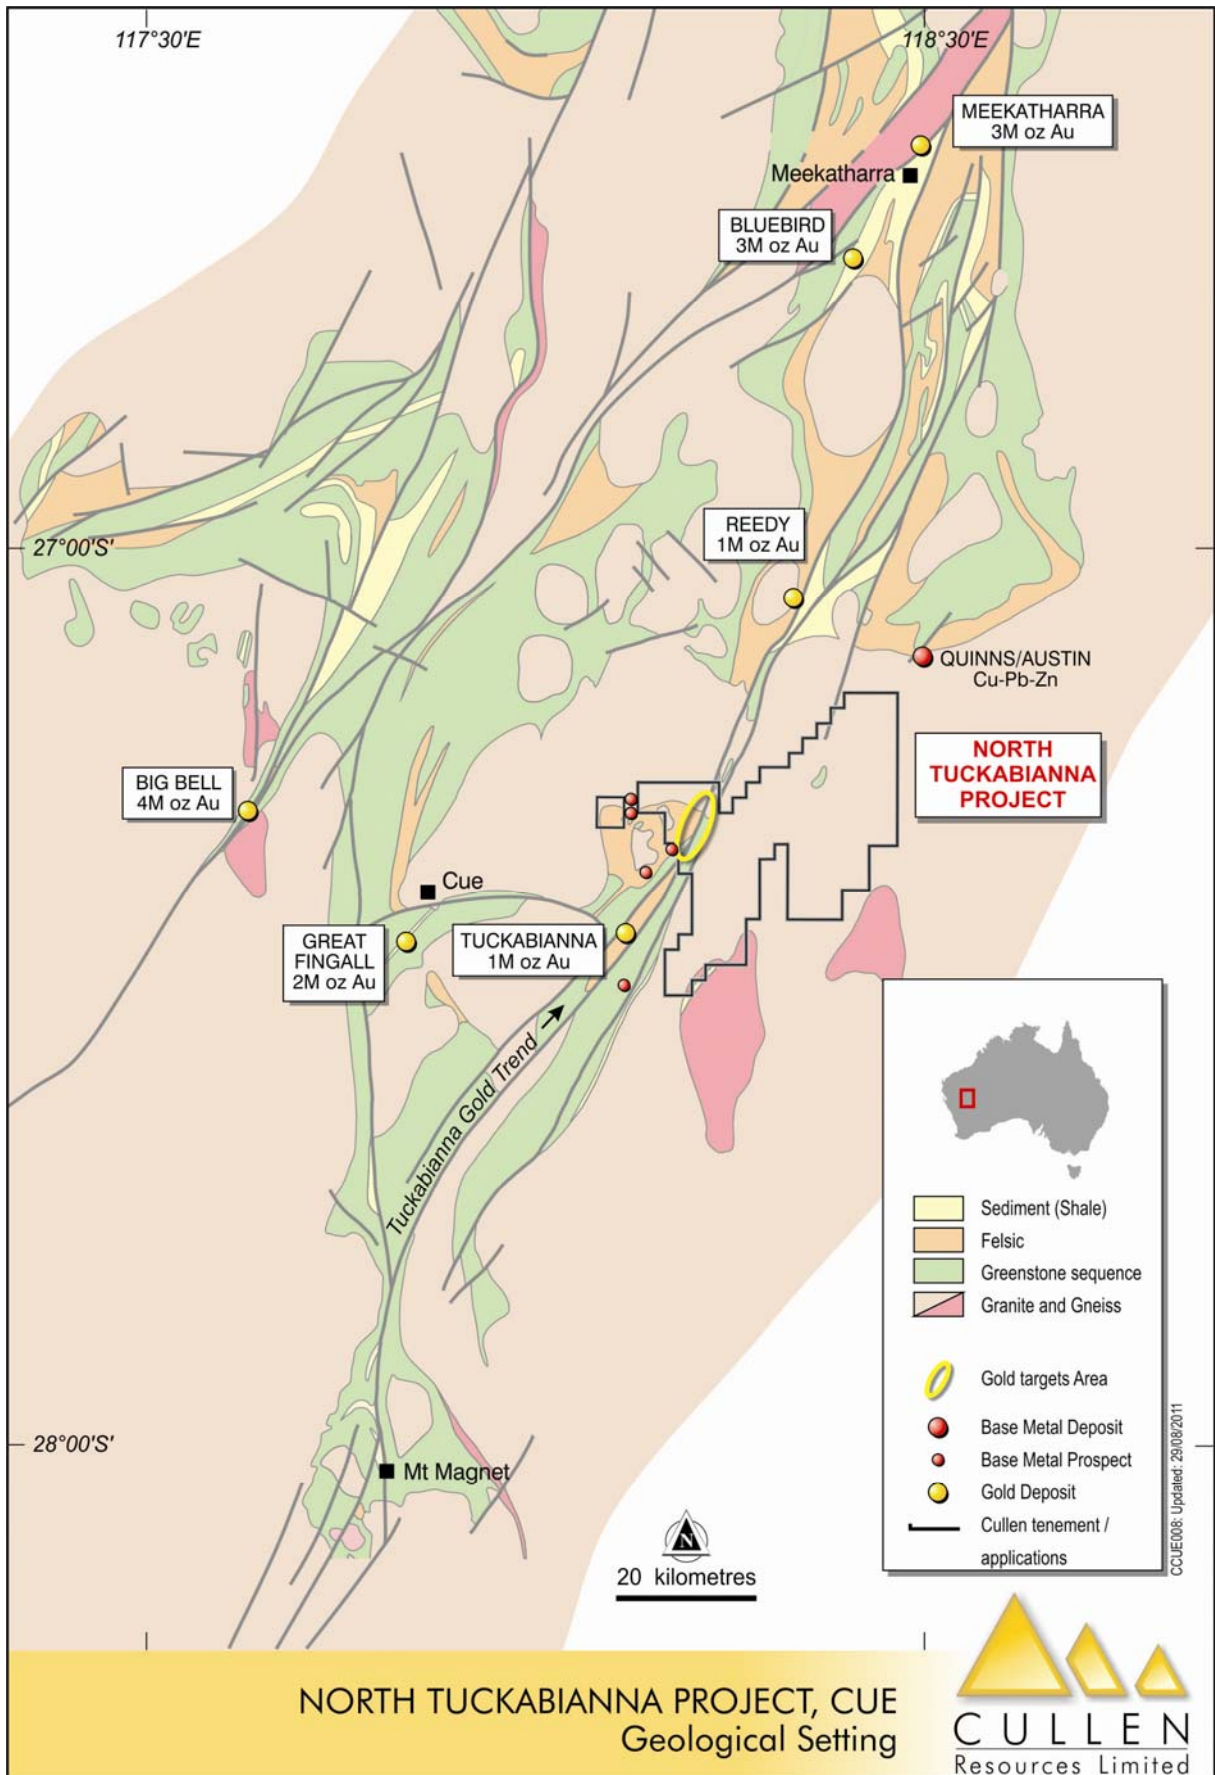 117°30'E
118°30'E
MEEKATHARRA
3M oz Au
Meekatharra
BLUEBIRD
3M oz Au
REEDY
1M oz Au
27°00'S'
QUINNS/AUSTIN
Cu-Pb-Zn
NORTH
TUCKABIANNA
PROJECT
BIG BELL
4M oz Au
Cue
GREAT
FINGALL
2M oz Au
TUCKABIANNA
1M oz Au
Tuckabianna Gold Trend
Sediment (Shale)
Felsic
Greenstone sequence
Granite and Gneiss
Gold targets Area
Base Metal Deposit
Base Metal Prospect
Gold Deposit
Cullen tenement /
applications
CCUE008: Updated: 29/08/2011
28°00'S'
Mt Magnet
N
20 kilometres
NORTH TUCKABIANNA PROJECT, CUE
Geological Setting
CULLEN
Resources Limited